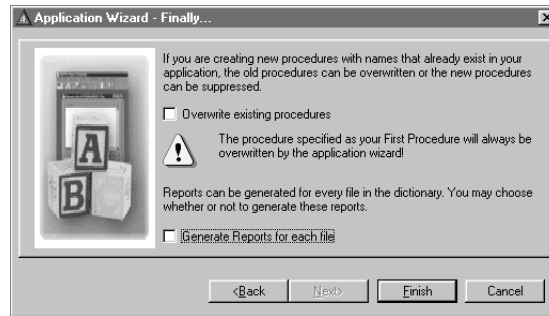 Application Wizard - Finally...
If you are creating new procedures with names that already exist in your
application, the old procedures can be overwritten or the new procedures
can be suppressed.
Overwrite existing procedures
The procedure specified as your First Procedure will always be
overwritten by the application wizard!
A
B
Reports can be generated for every file in the dictionary. You may choose
whether or not to generate these reports.
Generate Reports for each file
<Back Next> Finish Cancel